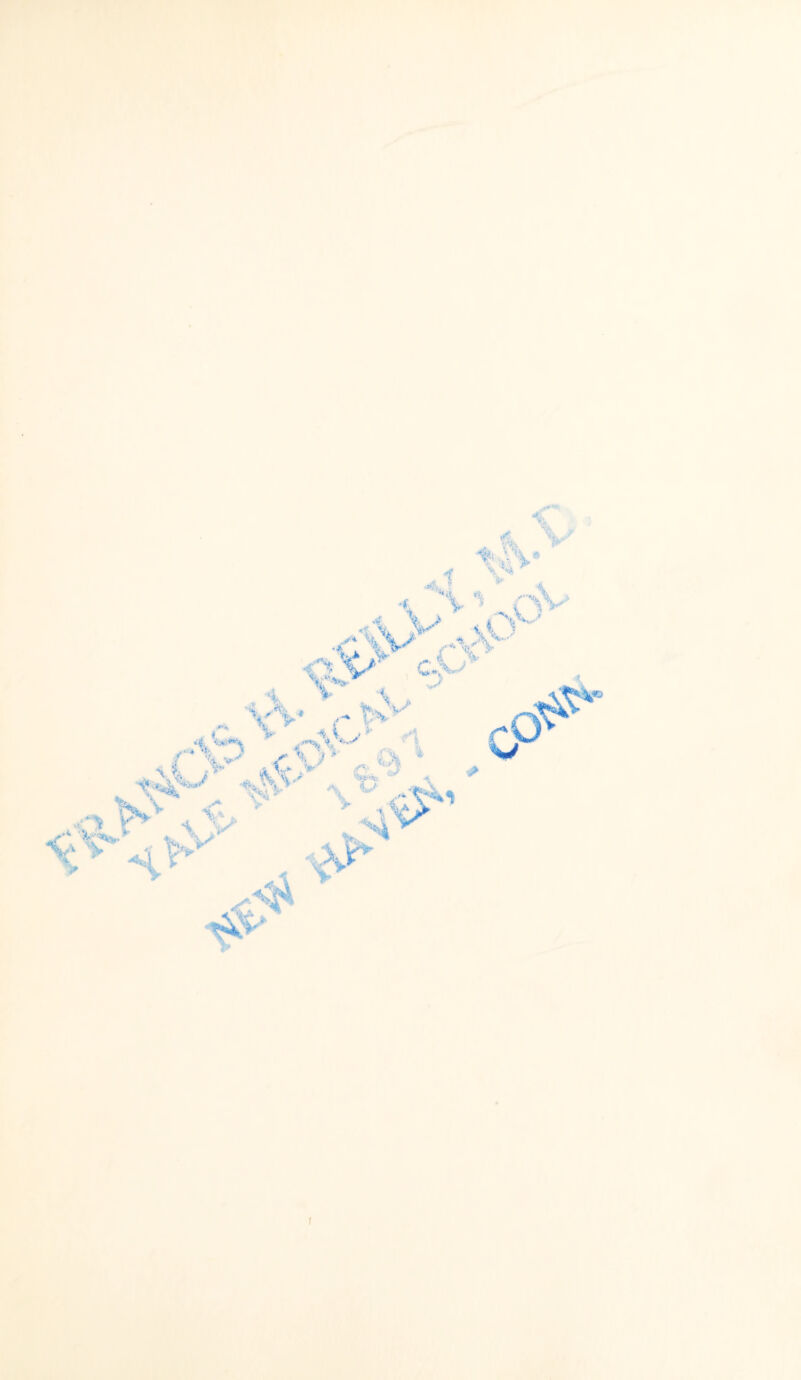 FRANCIS H. REILLY, M.D.
YALE MEDICAL SCHOOL
1897
NEW HAVEN, - CONN.